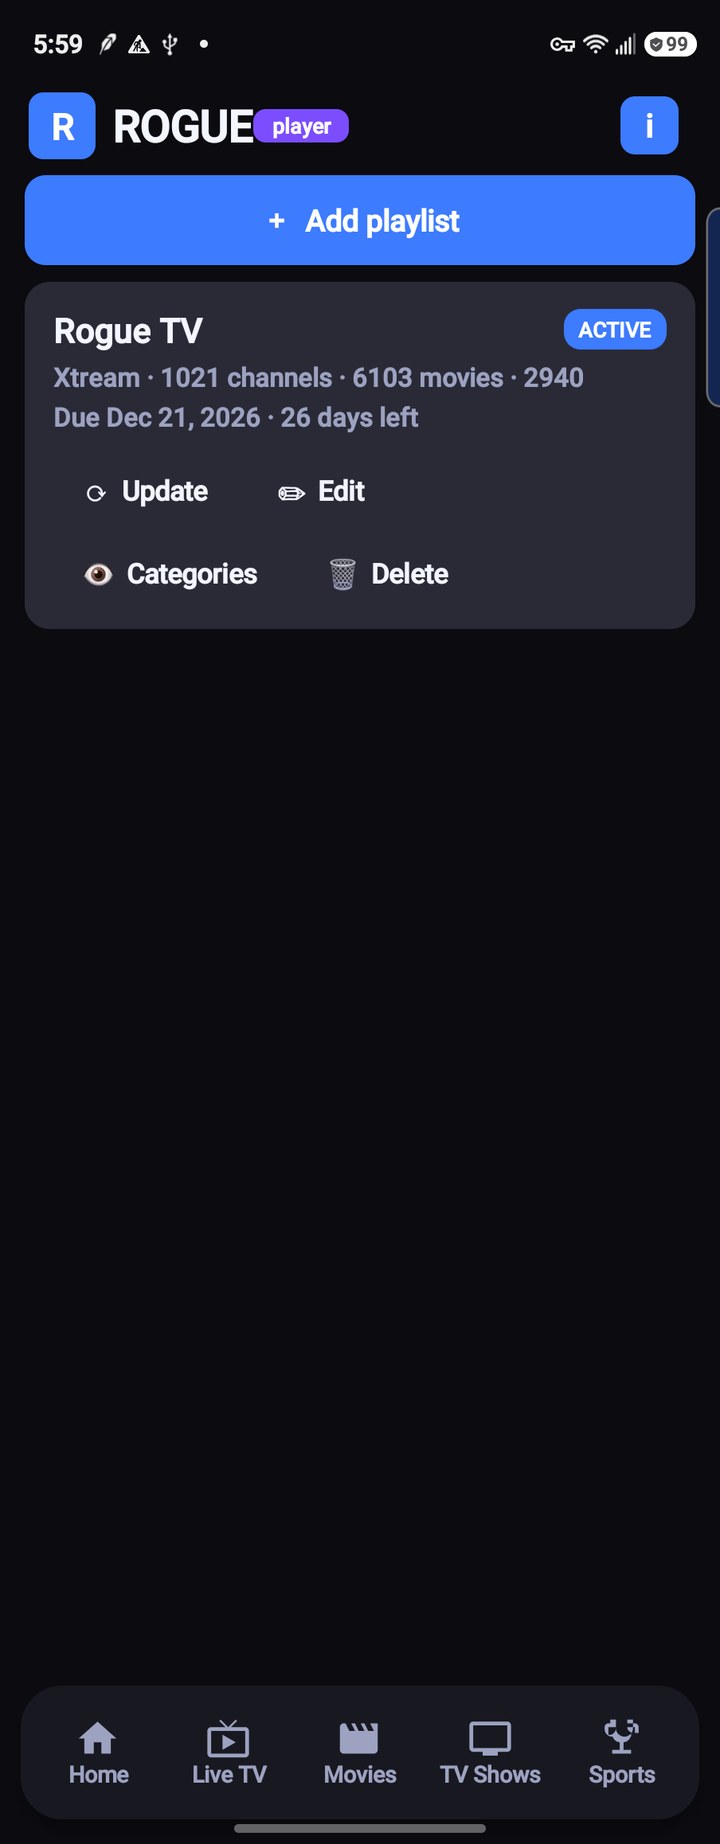 5:59 99
R ROGUE player i
+ Add playlist
Rogue TV ACTIVE
Xtream · 1021 channels · 6103 movies · 2940
Due Dec 21, 2026 · 26 days left
Update Edit
Categories Delete
Home Live TV Movies TV Shows Sports